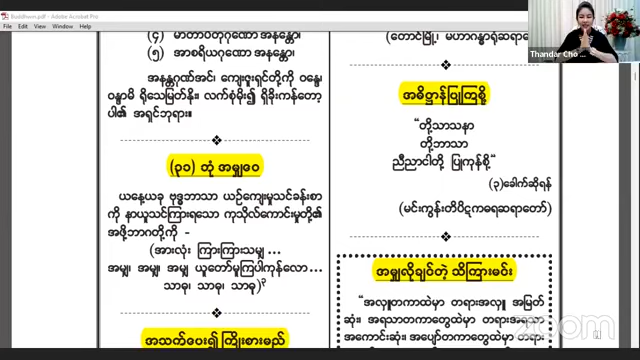 Buddhism.pdf - Adobe Acrobat Pro
File Edit View Window Help
(၄) မာတာပိတုဂုဏော အနန္တော၊
(၅) အာစရိယဂုဏော အနန္တော၊
အနန္တဂုဏ်အင်၊ ကျေးဇူးရှင်တို့ကို ဝန္ဒေ၊
ဝန္ဒာမိ ရိုသေမြတ်နိုး၊ လက်စုံမိုး၍ ရှိခိုးကန်တော့
ပါ၏ အရှင်ဘုရား။
(၃၁) ဘုံ အမျှဝေ
ယနေ့ယခု ဗုဒ္ဓဘာသာ ယဉ်ကျေးမှုသင်ခန်းစာ
ကို နာယူသင်ကြားရသော ကုသိုလ်ကောင်းမှုတို့၏
အဖို့ဘာဂတို့ကို -
(အားလုံး ကြားကြားသမျှ ...
အမျှ၊ အမျှ၊ အမျှ ယူတော်မူကြပါကုန်လော ...
သာဓု၊ သာဓု၊ သာဓု)၃
အသက်ပေး၍ ကြိုးစားမည်
(တောင်မြို့၊ မဟာဂန္ဓာရုံဆရာတော်)
အဓိဋ္ဌာန်ပြုကြစို့
“တို့သာသနာ
တို့ဘာသာ
ညီညာငါတို့ ပြုကုန်စို့”
(၃) ခေါက်ဆိုရန်
(မင်းကွန်းတိပိဋကဓရဆရာတော်)
အမျှလိုချင်တဲ့ သိကြားမင်း
“အလှူတကာထဲမှာ တရားအလှူ အမြတ်
ဆုံး။ အရသာတကာတွေထဲမှာ တရားအရသာ
အကောင်းဆုံး။ အပျော်တကာတွေထဲမှာ တရား
Thandar Cho ...
zoom